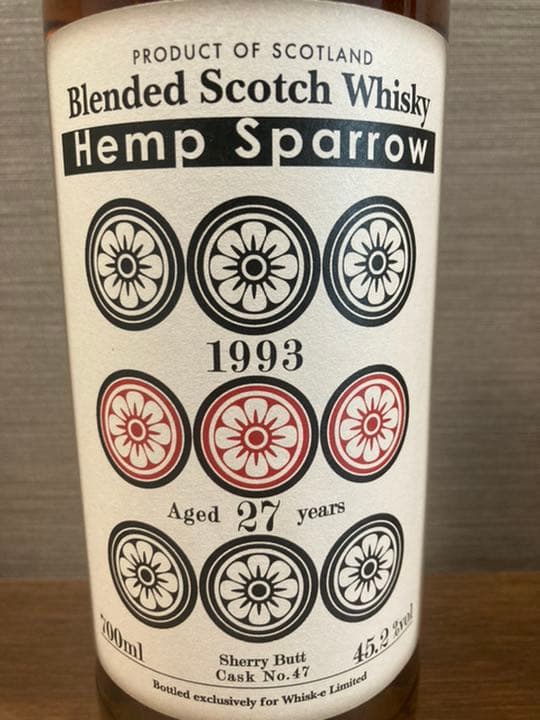 PRODUCT OF SCOTLAND
Blended Scotch Whisky
Hemp Sparrow
1993
Aged 27 years
700ml
45.2 %vol
Sherry Butt
Cask No.47
Bottled exclusively for Whisk-e Limited